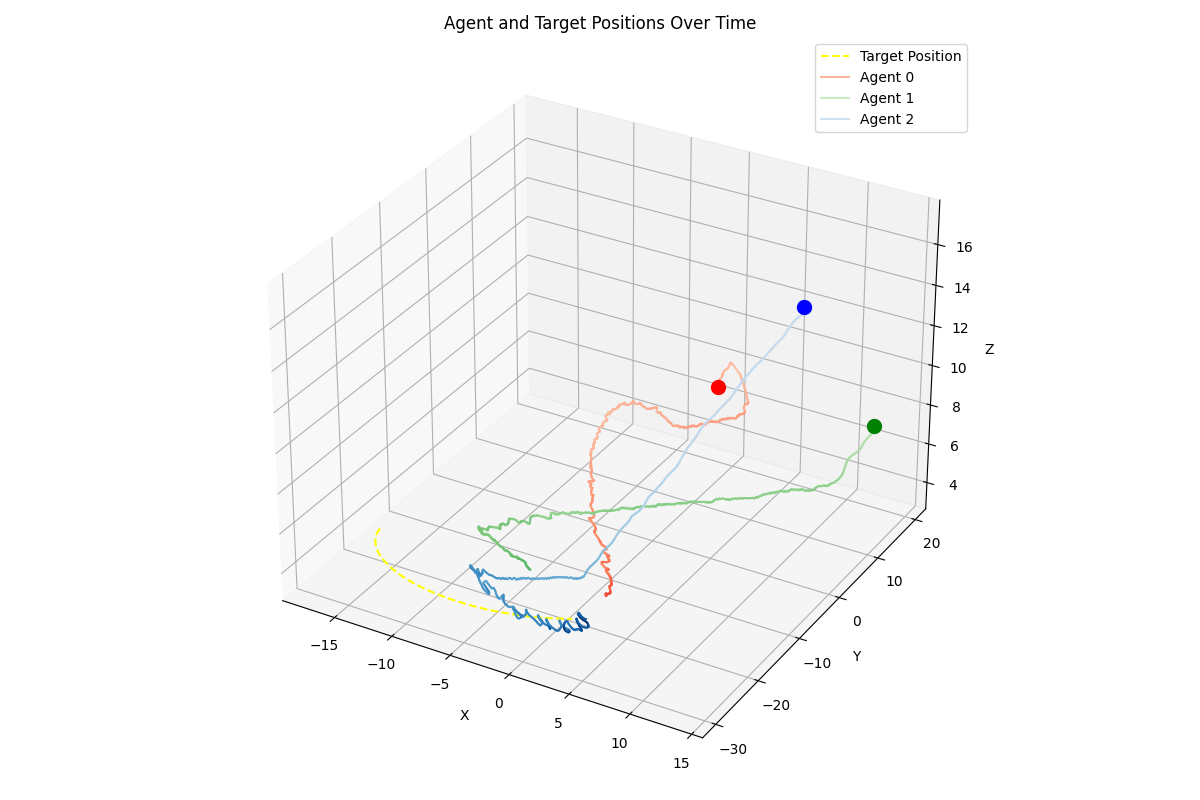 Agent and Target Positions Over Time
Target Position
Agent 0
Agent 1
Agent 2
16
14
12
10
8
6
4
Z
20
10
0
−10
−20
−30
Y
−15
−10
−5
0
5
10
15
X